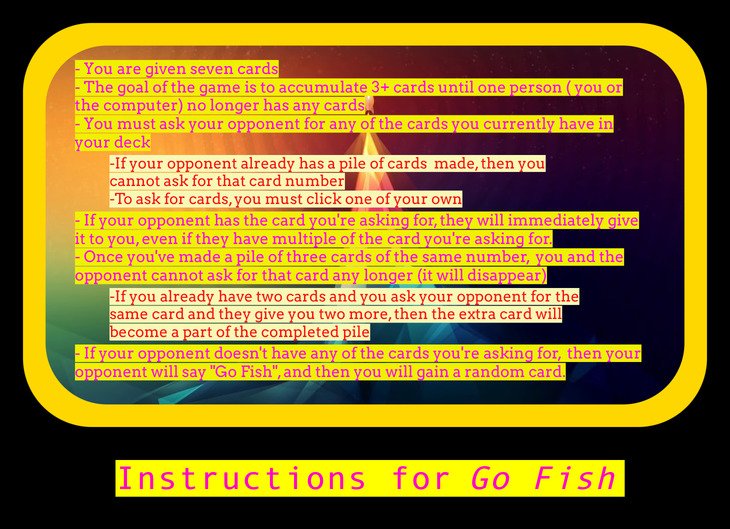 - You are given seven cards
- The goal of the game is to accumulate 3+ cards until one person ( you or
the computer) no longer has any cards
- You must ask your opponent for any of the cards you currently have in
your deck
-If your opponent already has a pile of cards  made, then you
cannot ask for that card number
-To ask for cards, you must click one of your own
- If your opponent has the card you're asking for, they will immediately give
it to you, even if they have multiple of the card you're asking for.
- Once you've made a pile of three cards of the same number,  you and the
opponent cannot ask for that card any longer (it will disappear)
-If you already have two cards and you ask your opponent for the
same card and they give you two more, then the extra card will
become a part of the completed pile
- If your opponent doesn't have any of the cards you're asking for,  then your
opponent will say "Go Fish", and then you will gain a random card.
Instructions for Go Fish